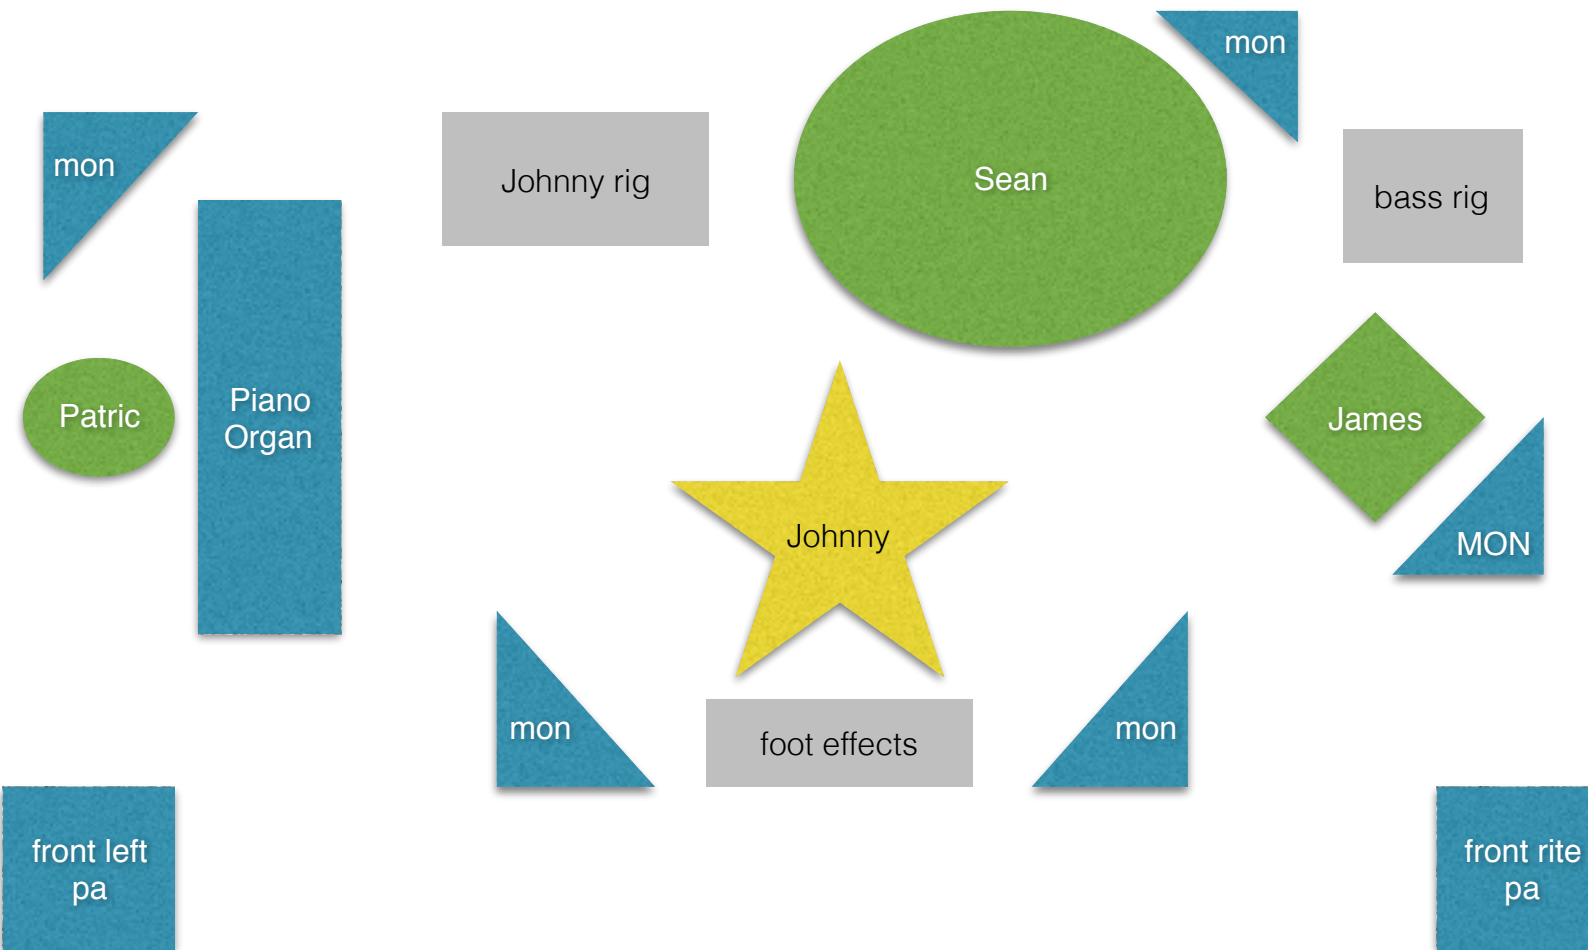 mon
mon
Johnny rig
Sean
bass rig
Patric
Piano
Organ
James
Johnny
MON
mon
foot effects
mon
front left
pa
front rite
pa